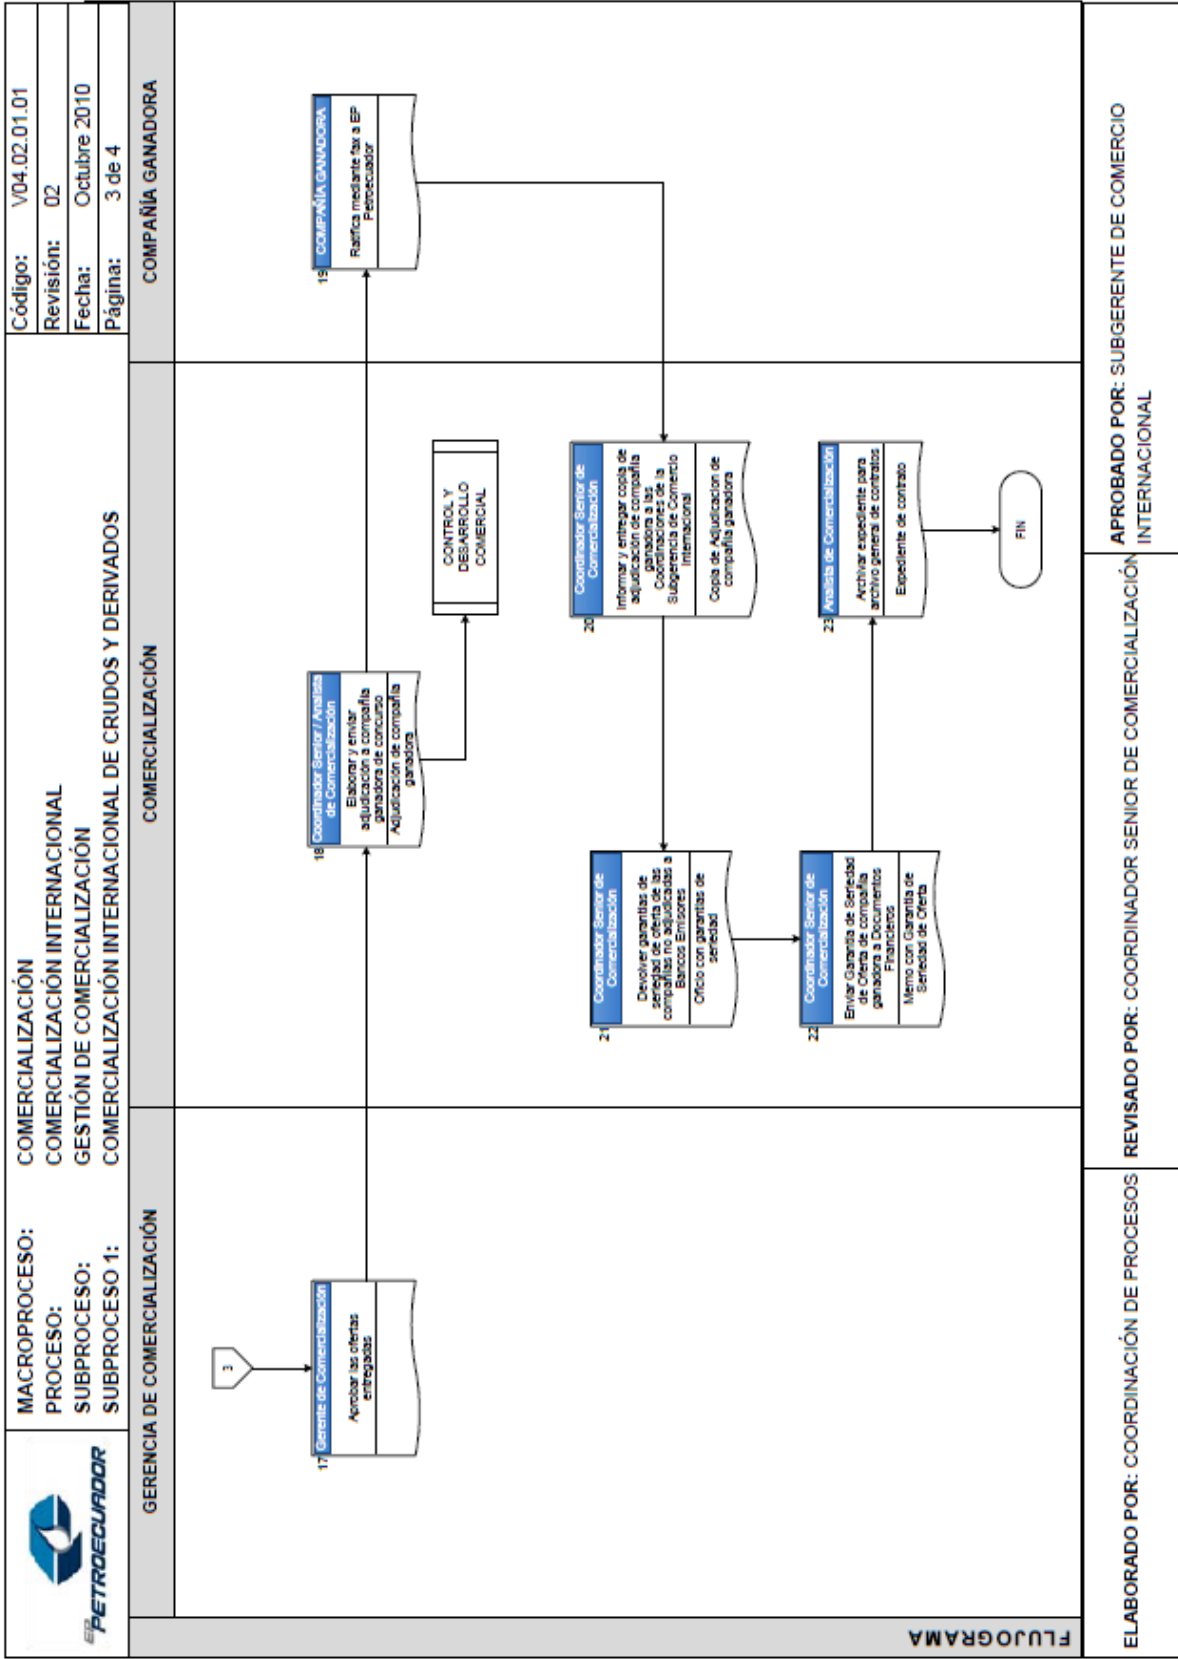 EP
PETROECUADOR
MACROPROCESO: COMERCIALIZACIÓN
PROCESO: COMERCIALIZACIÓN INTERNACIONAL
SUBPROCESO: GESTIÓN DE COMERCIALIZACIÓN
SUBPROCESO 1: COMERCIALIZACIÓN INTERNACIONAL DE CRUDOS Y DERIVADOS
Código: V04.02.01.01
Revisión: 02
Fecha: Octubre 2010
Página: 3 de 4
GERENCIA DE COMERCIALIZACIÓN
COMERCIALIZACIÓN
COMPAÑÍA GANADORA
FLUJOGRAMA
3
17
Gerente de Comercialización
Aprobar las ofertas
entregadas
18
Coordinador Senior / Analista
de Comercialización
Elaborar y enviar
adjudicación a compañía
ganadora de concurso
Adjudicación de compañía
ganadora
CONTROL Y
DESARROLLO
COMERCIAL
19
COMPAÑÍA GANADORA
Ratifica mediante fax a EP
Petroecuador
20
Coordinador Senior de
Comercialización
Informar y entregar copia de
adjudicación de compañía
ganadora a las
Coordinaciones de la
Subgerencia de Comercio
Internacional
Copia de Adjudicacion de
compañía ganadora
21
Coordinador Senior de
Comercialización
Devolver garantías de
seriedad de oferta de las
compañías no adjudicadas a
Bancos Emisores
Oficio con garantías de
seriedad
22
Coordinador Senior de
Comercialización
Enviar Garantía de Seriedad
de Oferta de compañía
ganadora a Documentos
Financieros
Memo con Garantía de
Seriedad de Oferta
23
Analista de Comercialización
Archivar expediente para
archivo general de contratos
Expediente de contrato
FIN
ELABORADO POR: COORDINACIÓN DE PROCESOS
REVISADO POR: COORDINADOR SENIOR DE COMERCIALIZACIÓN
APROBADO POR: SUBGERENTE DE COMERCIO
INTERNACIONAL